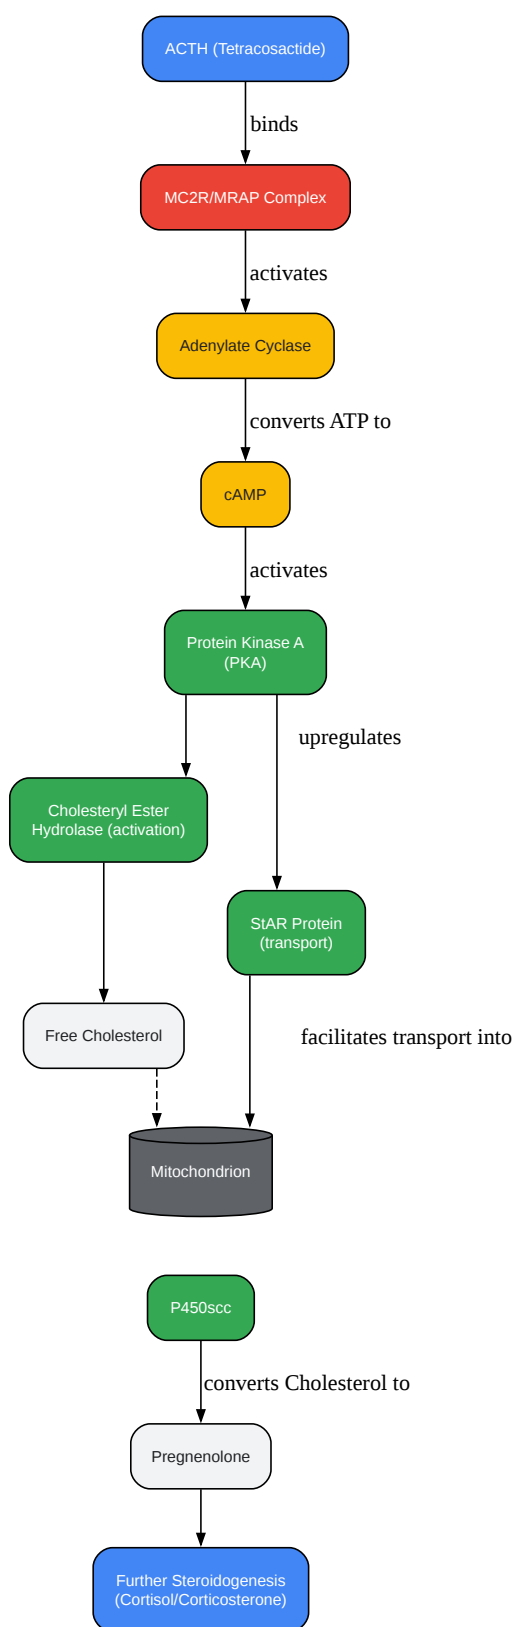 ACTH (Tetracosactide)
binds
MC2R/MRAP Complex
activates
Adenylate Cyclase
converts ATP to
cAMP
activates
Protein Kinase A
(PKA)
upregulates
Cholesteryl Ester
Hydrolase (activation)
StAR Protein
(transport)
Free Cholesterol
facilitates transport into
Mitochondrion
P450scc
converts Cholesterol to
Pregnenolone
Further Steroidogenesis
(Cortisol/Corticosterone)